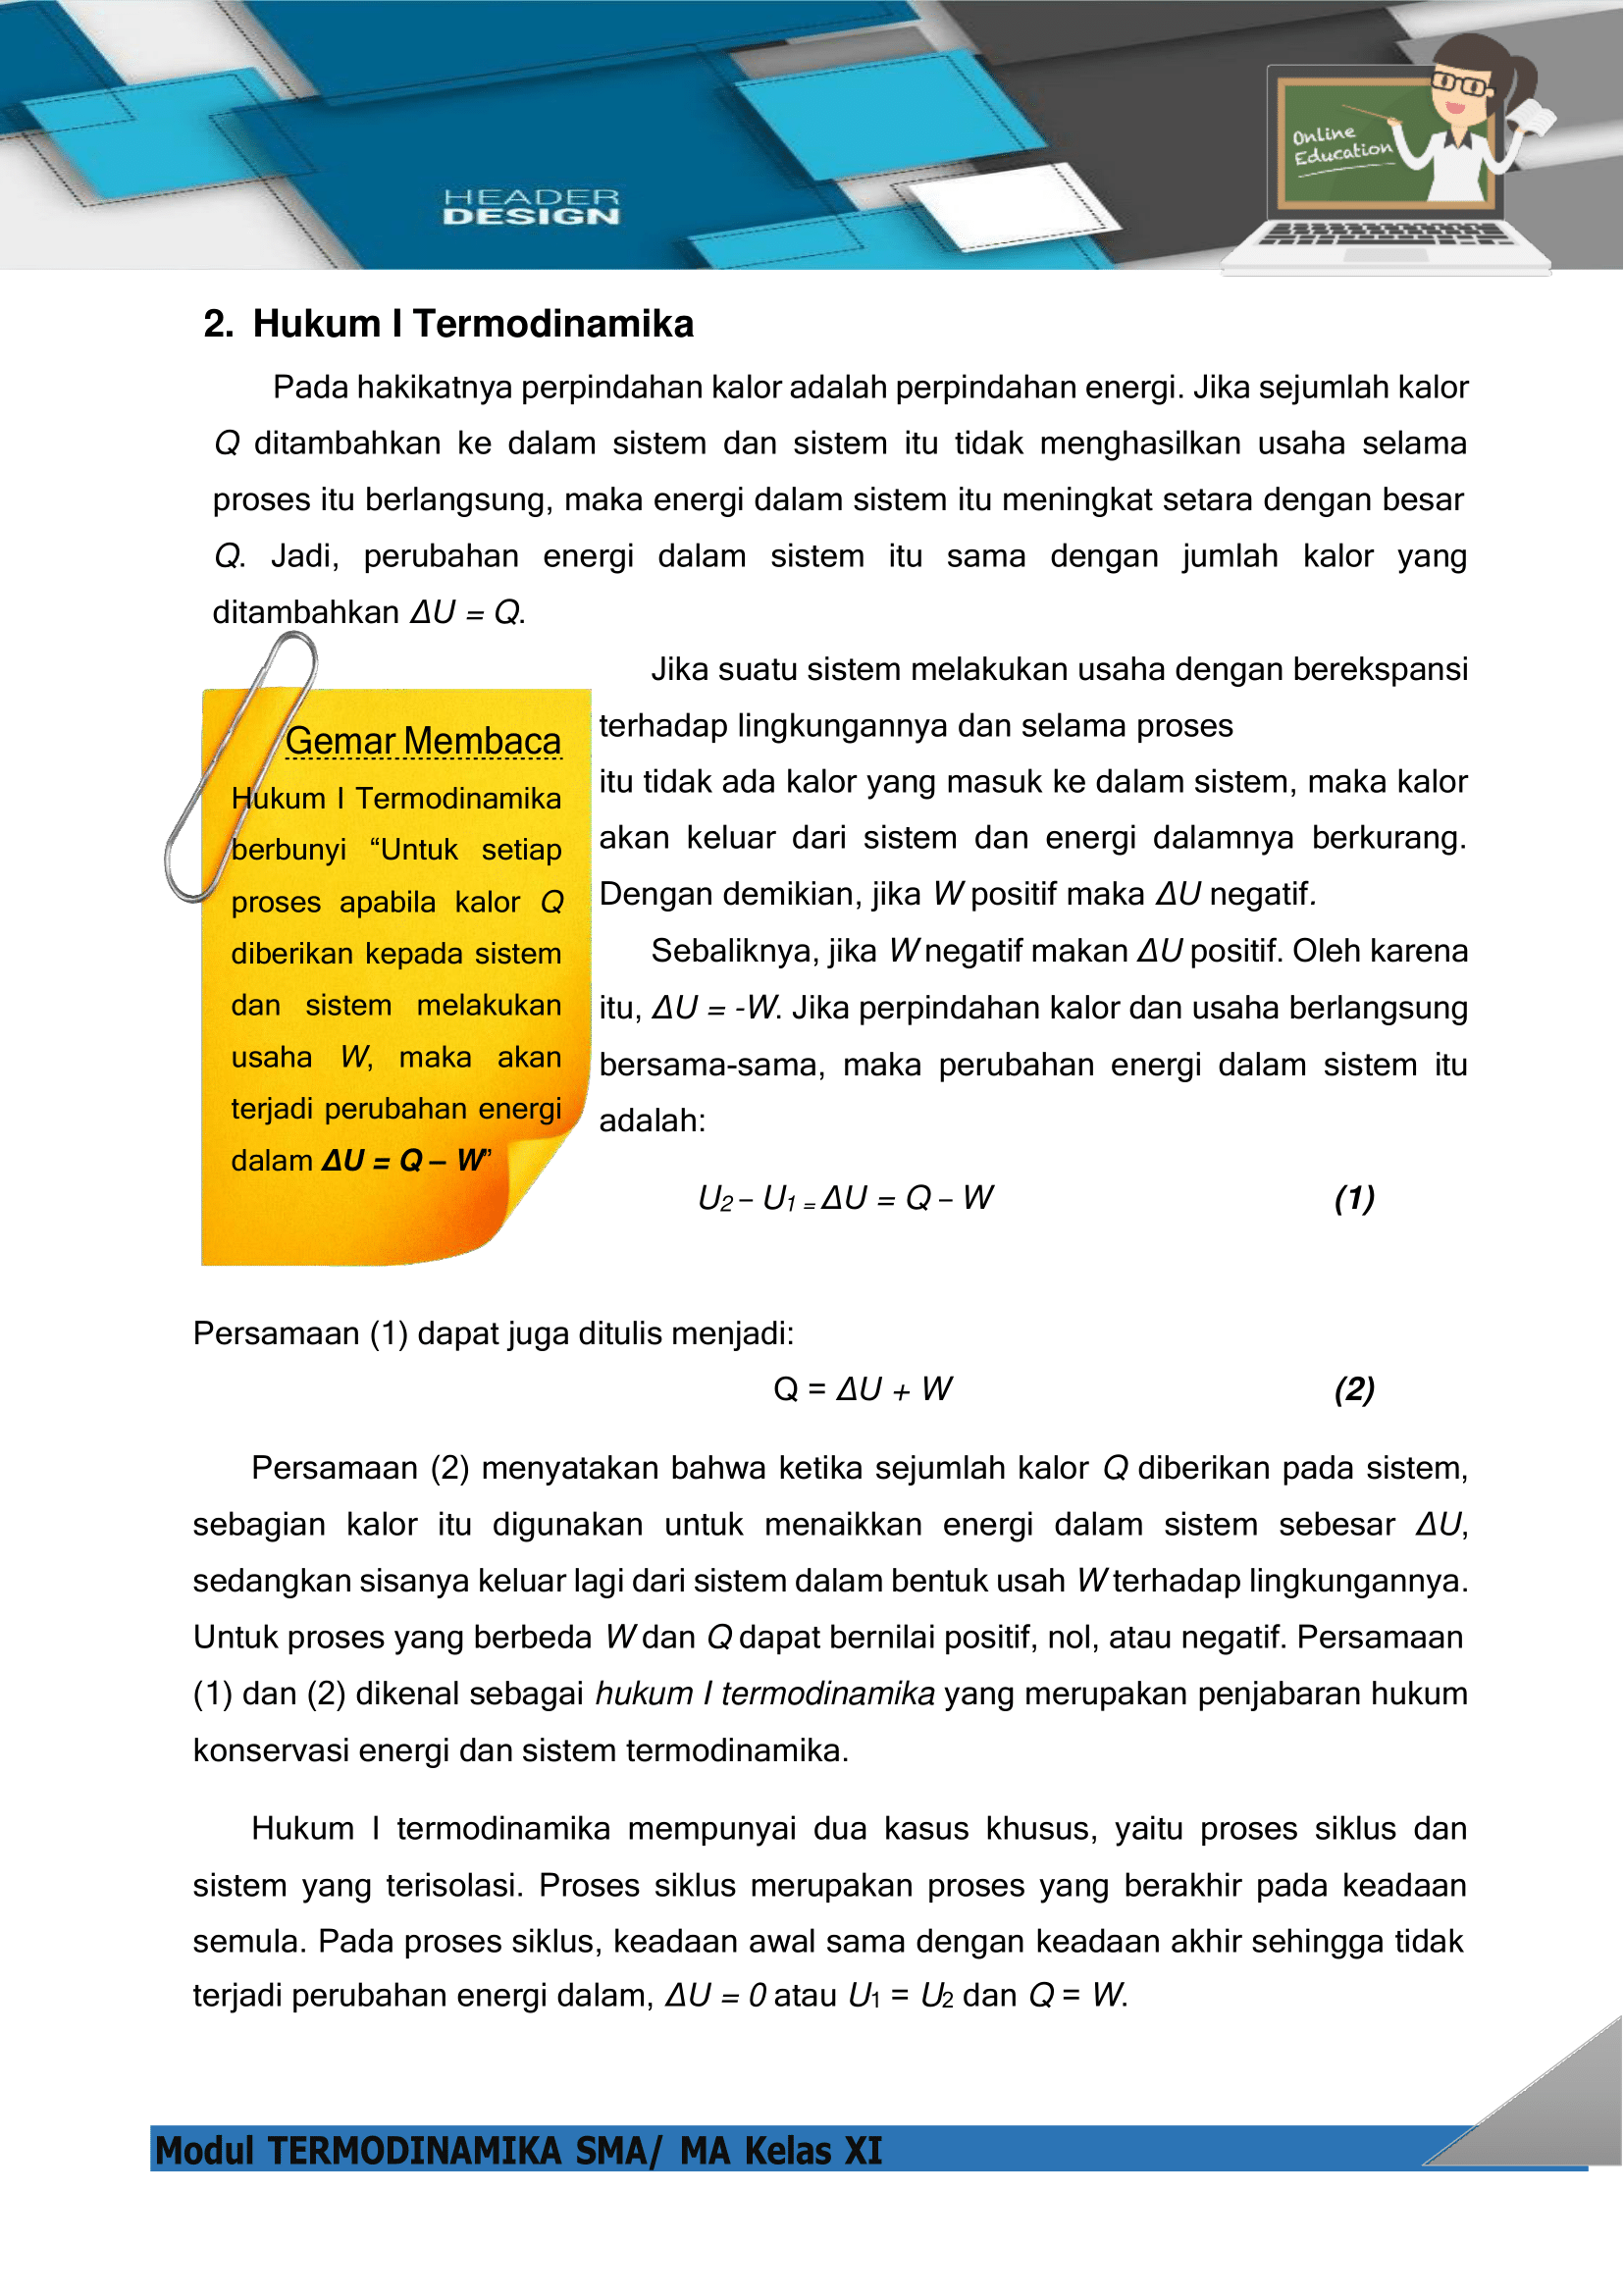 HEADER
DESIGN
Online
Education
2. Hukum I Termodinamika
Pada hakikatnya perpindahan kalor adalah perpindahan energi. Jika sejumlah kalor
Q ditambahkan ke dalam sistem dan sistem itu tidak menghasilkan usaha selama
proses itu berlangsung, maka energi dalam sistem itu meningkat setara dengan besar
Q. Jadi, perubahan energi dalam sistem itu sama dengan jumlah kalor yang
ditambahkan ΔU = Q.
Gemar Membaca
Hukum I Termodinamika
berbunyi “Untuk setiap
proses apabila kalor Q
diberikan kepada sistem
dan sistem melakukan
usaha W, maka akan
terjadi perubahan energi
dalam ΔU = Q – W”
Jika suatu sistem melakukan usaha dengan berekspansi
terhadap lingkungannya dan selama proses
itu tidak ada kalor yang masuk ke dalam sistem, maka kalor
akan keluar dari sistem dan energi dalamnya berkurang.
Dengan demikian, jika W positif maka ΔU negatif.
Sebaliknya, jika W negatif makan ΔU positif. Oleh karena
itu, ΔU = -W. Jika perpindahan kalor dan usaha berlangsung
bersama-sama, maka perubahan energi dalam sistem itu
adalah:
U2 – U1 = ΔU = Q – W (1)
Persamaan (1) dapat juga ditulis menjadi:
Q = ΔU + W (2)
Persamaan (2) menyatakan bahwa ketika sejumlah kalor Q diberikan pada sistem,
sebagian kalor itu digunakan untuk menaikkan energi dalam sistem sebesar ΔU,
sedangkan sisanya keluar lagi dari sistem dalam bentuk usah W terhadap lingkungannya.
Untuk proses yang berbeda W dan Q dapat bernilai positif, nol, atau negatif. Persamaan
(1) dan (2) dikenal sebagai hukum I termodinamika yang merupakan penjabaran hukum
konservasi energi dan sistem termodinamika.
Hukum I termodinamika mempunyai dua kasus khusus, yaitu proses siklus dan
sistem yang terisolasi. Proses siklus merupakan proses yang berakhir pada keadaan
semula. Pada proses siklus, keadaan awal sama dengan keadaan akhir sehingga tidak
terjadi perubahan energi dalam, ΔU = 0 atau U1 = U2 dan Q = W.
Modul TERMODINAMIKA SMA/ MA Kelas XI